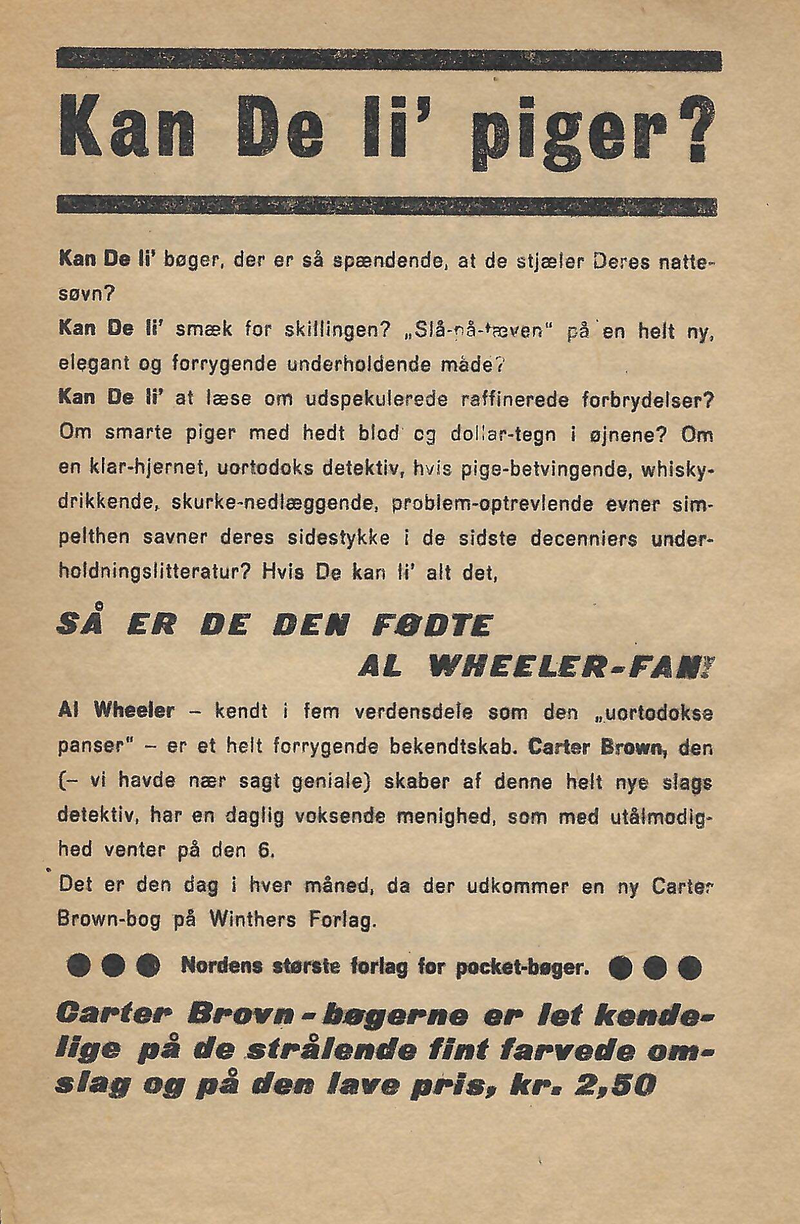 Kan De li' piger?
Kan De li' bøger, der er så spændende, at de stjæler Deres natte-
søvn?
Kan De li' smæk for skillingen? „Slå-på-tæven" på en helt ny,
elegant og forrygende underholdende måde?
Kan De li' at læse om udspekulerede raffinerede forbrydelser?
Om smarte piger med hedt blod og dollar-tegn i øjnene? Om
en klar-hjernet, uortodoks detektiv, hvis pige-betvingende, whisky-
drikkende, skurke-nedlæggende, problem-optrevlende evner sim-
pelthen savner deres sidestykke i de sidste decenniers under-
holdningslitteratur? Hvis De kan li' alt det,
SÅ ER DE DEN FØDTE
AL WHEELER-FAN!
Al Wheeler – kendt i fem verdensdele som den „uortodokse
panser" – er et helt forrygende bekendtskab. Carter Brown, den
(– vi havde nær sagt geniale) skaber af denne helt nye slags
detektiv, har en daglig voksende menighed, som med utålmodig-
hed venter på den 6.
Det er den dag i hver måned, da der udkommer en ny Carter
Brown-bog på Winthers Forlag.
● ● ● Nordens største forlag for pocket-bøger. ● ● ●
Carter Brovn-bøgerne er let kende-
lige på de strålende fint farvede om-
slag og på den lave pris, kr. 2,50